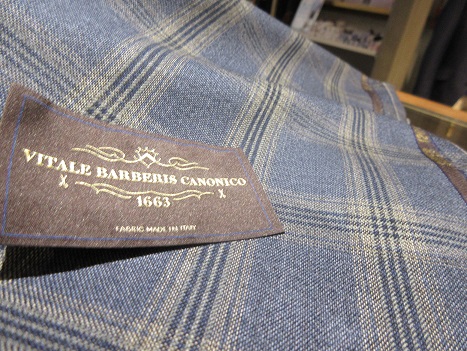 VITALE BARBERIS CANONICO
1663
FABRIC MADE IN ITALY